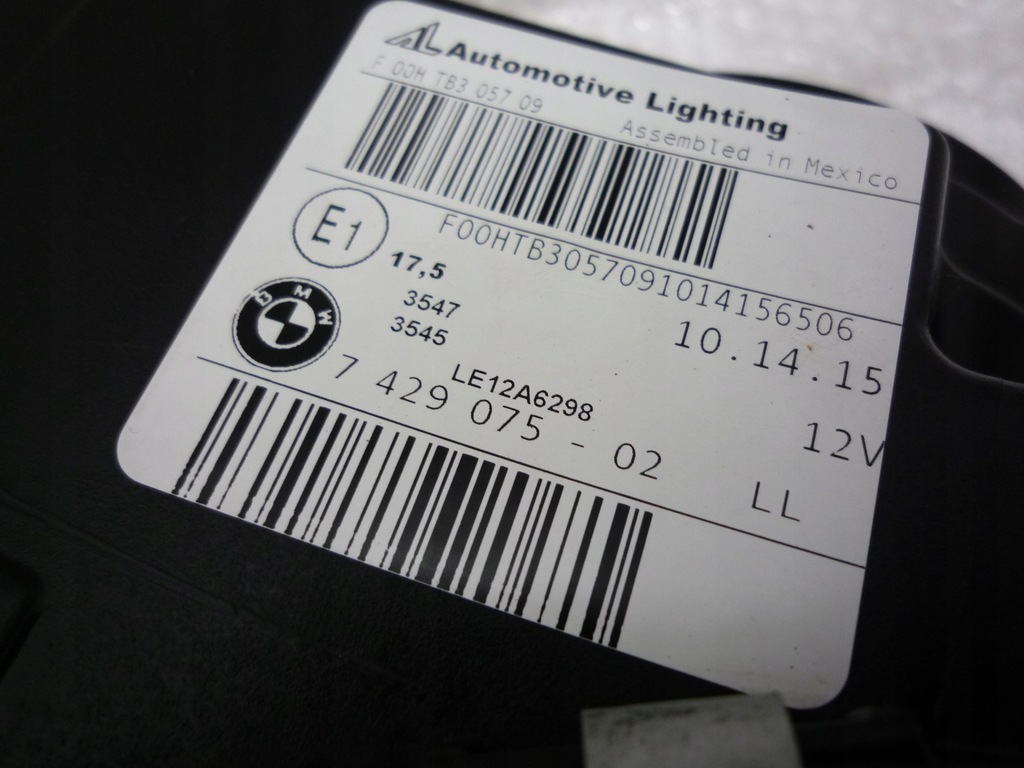 AL Automotive Lighting
F 00H TB3 057 09
Assembled in Mexico
F00HTB3057091014156506
E1
17,5
3547
3545
10.14.15
BMW
LE12A6298
7 429 075 - 02
12V
LL